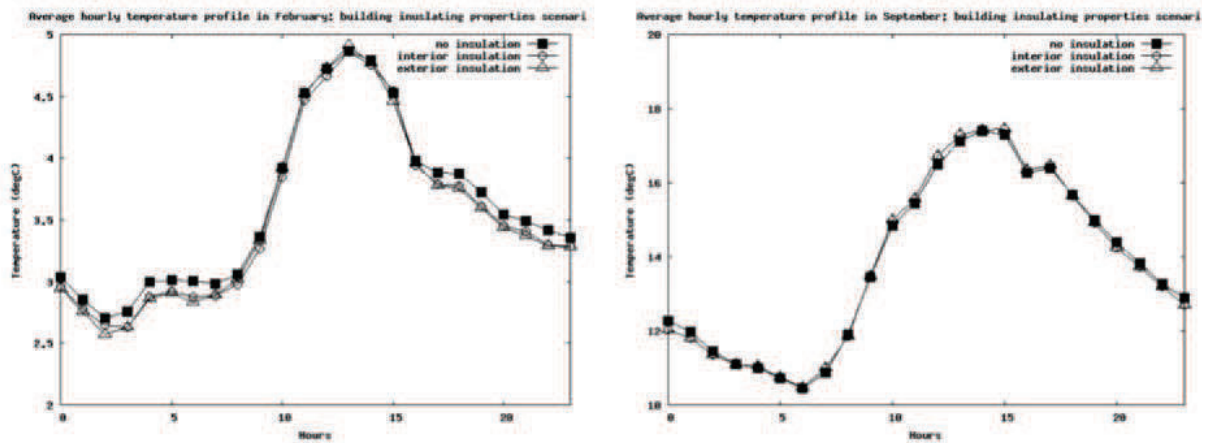 Average hourly temperature profile in February; building inuslating properties scenari
5
4.5
4
3.5
3
2.5
2
Temperature (degC)
no insulation
interior insulation
exterior insulation
0 5 10 15 20
Hours
Average hourly temperature profile in September; building insulating properties scenari
20
18
16
14
12
10
Temperature (degC)
no insulation
interior insulation
exterior insulation
0 5 10 15 20
Hours